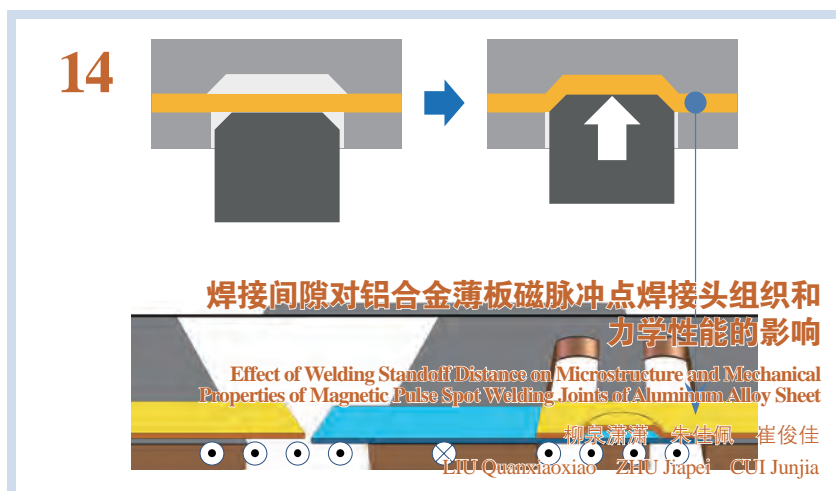 14
焊接间隙对铝合金薄板磁脉冲点焊接头组织和
力学性能的影响
Effect of Welding Standoff Distance on Microstructure and Mechanical
Properties of Magnetic Pulse Spot Welding Joints of Aluminum Alloy Sheet
柳泉潇潇 朱佳佩 崔俊佳
LIU Quanxiaoxiao ZHU Jiapei CUI Junjia